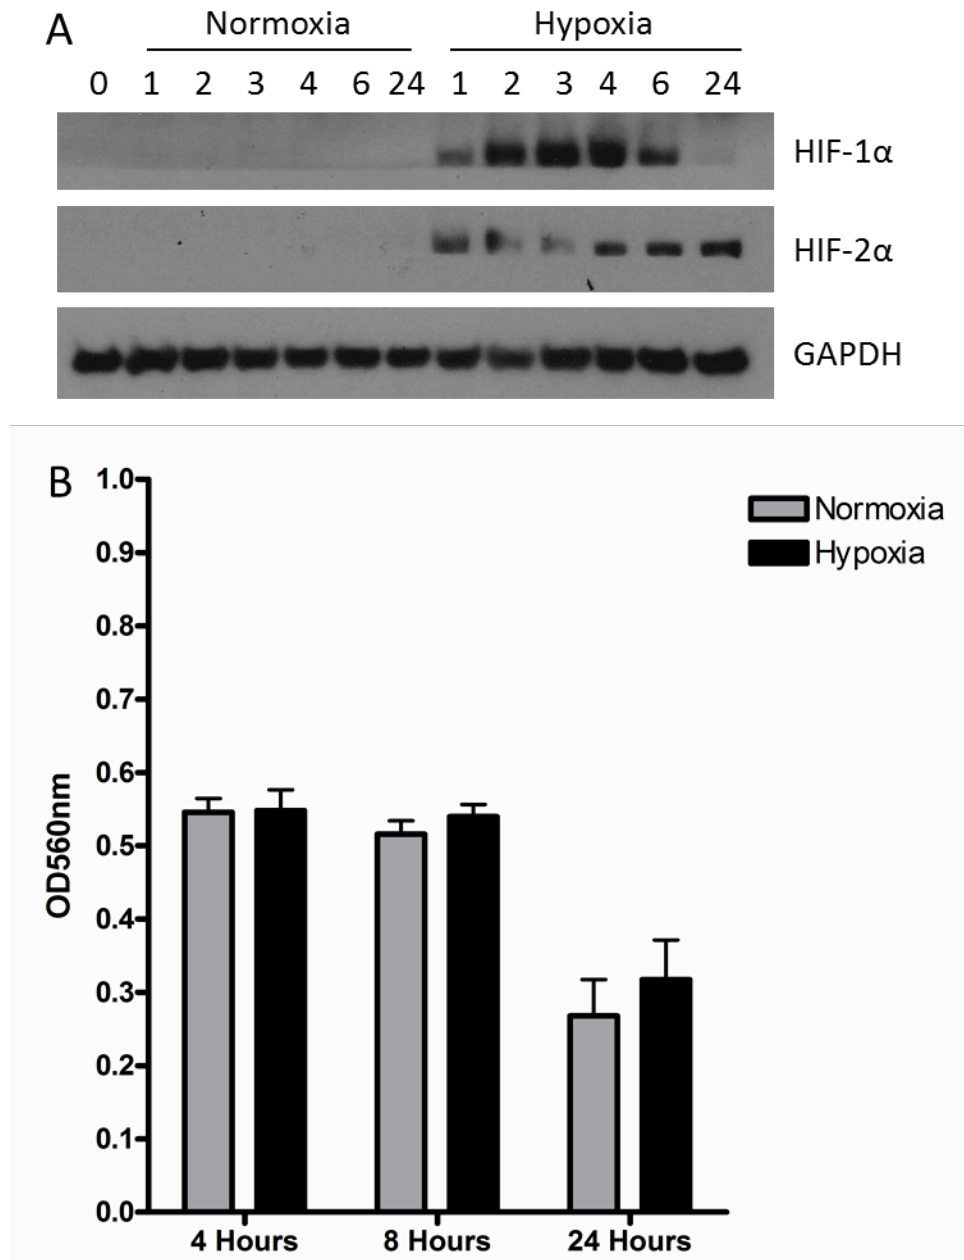 A
Normoxia Hypoxia
0 1 2 3 4 6 24 1 2 3 4 6 24
HIF-1α
HIF-2α
GAPDH
B
Normoxia
Hypoxia
1.0
0.9
0.8
0.7
0.6
0.5
0.4
0.3
0.2
0.1
0.0
OD560nm
4 Hours 8 Hours 24 Hours